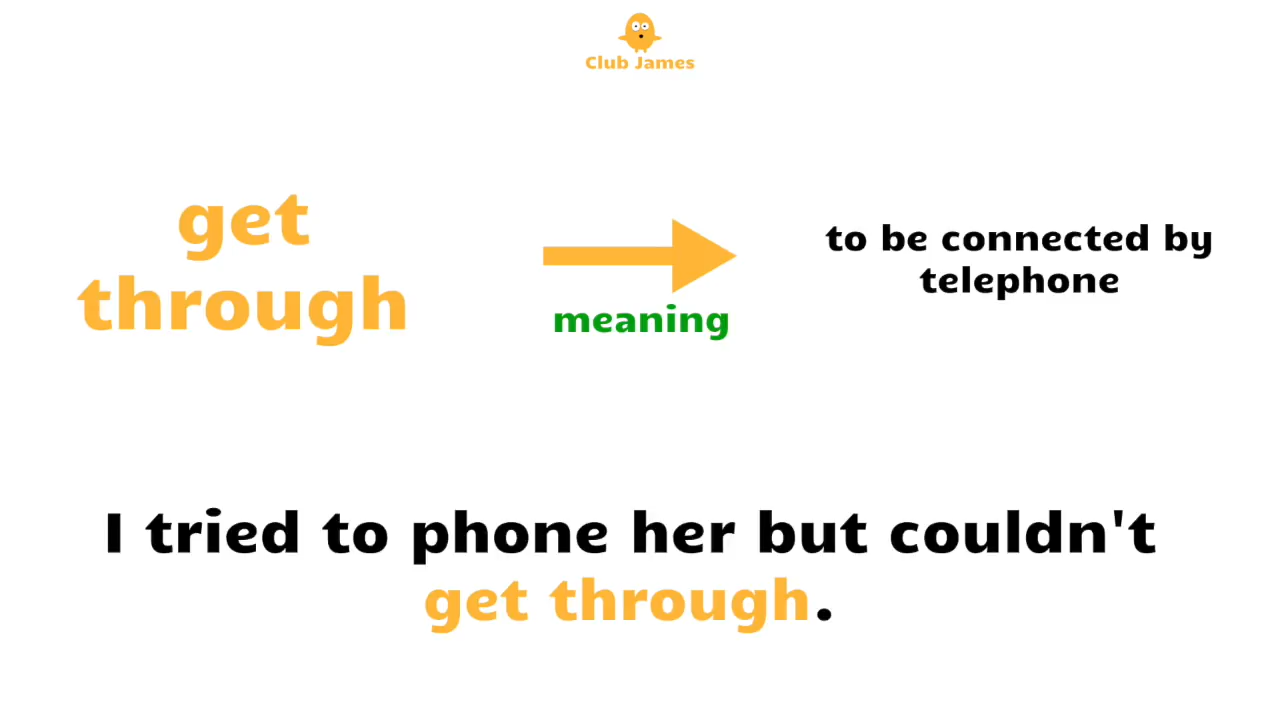 Club James
get
through
meaning
to be connected by
telephone
I tried to phone her but couldn't
get through.